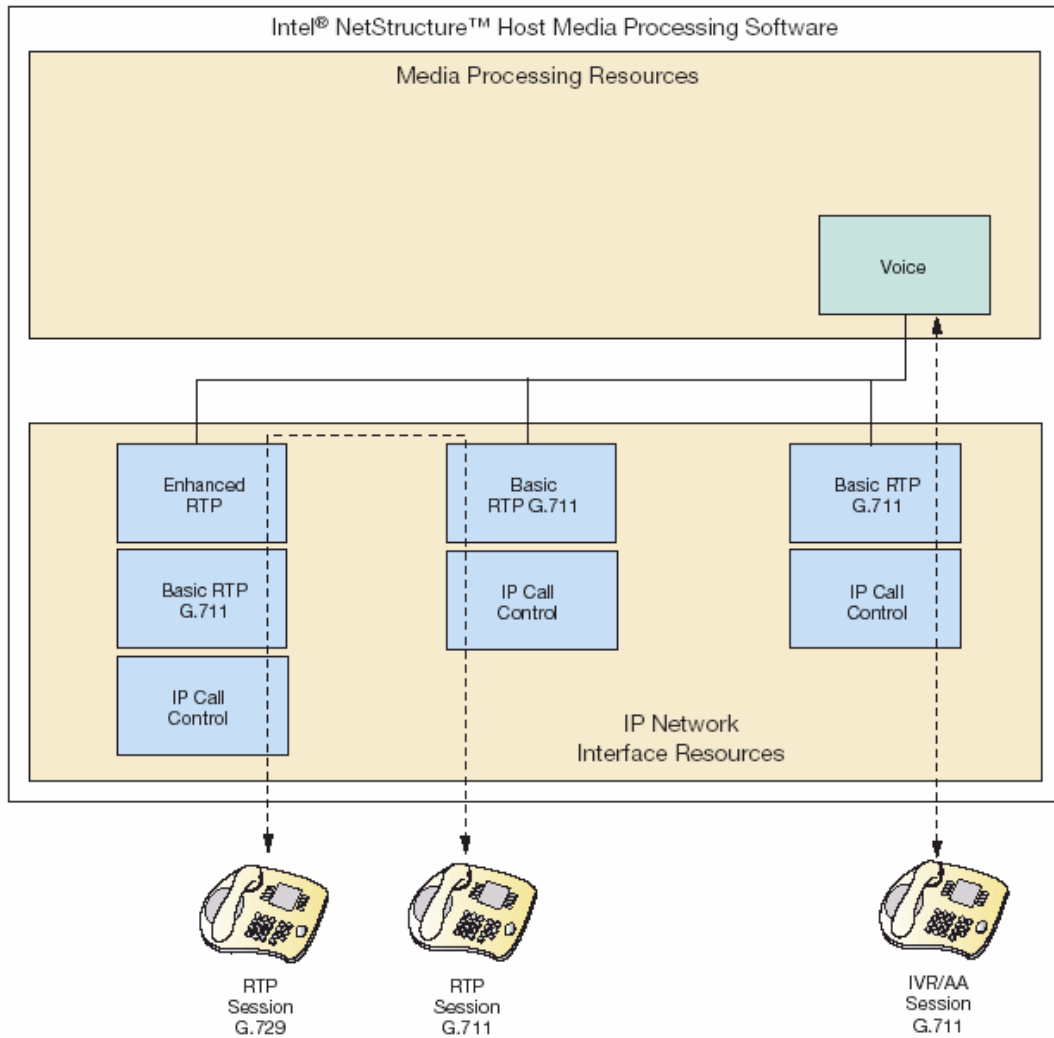 Intel® NetStructure™ Host Media Processing Software
Media Processing Resources
Voice
Enhanced
RTP
Basic
RTP G.711
Basic RTP
G.711
Basic RTP
G.711
IP Call
Control
IP Call
Control
IP Call
Control
IP Network
Interface Resources
RTP
Session
G.729
RTP
Session
G.711
IVR/AA
Session
G.711